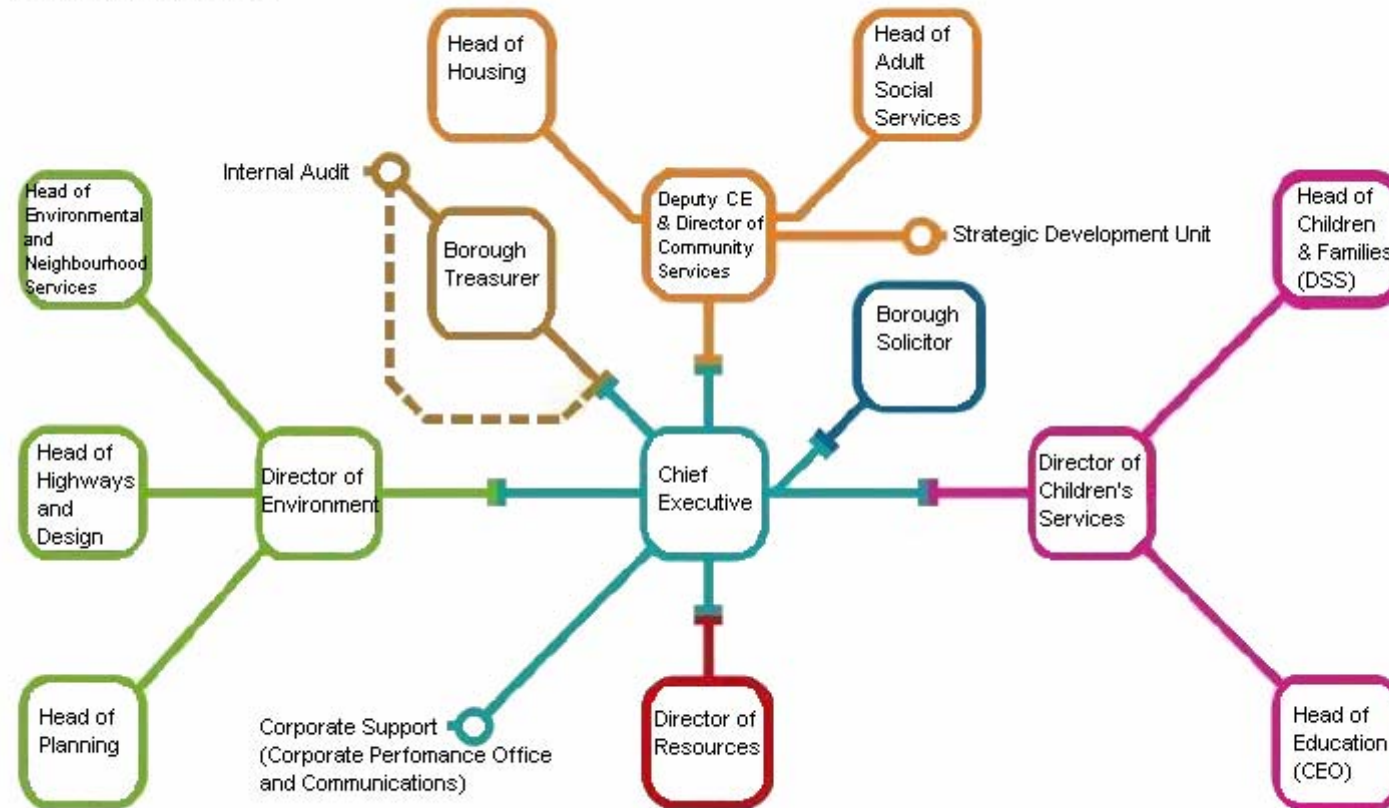 Head of
Housing
Head of
Adult
Social
Services
Internal Audit
Head of
Environmental
and
Neighbourhood
Services
Borough
Treasurer
Deputy CE
& Director of
Community
Services
Strategic Development Unit
Head of
Children
& Families
(DSS)
Borough
Solicitor
Head of
Highways
and
Design
Director of
Environment
Chief
Executive
Director of
Children's
Services
Head of
Planning
Corporate Support
(Corporate Perfomance Office
and Communications)
Director of
Resources
Head of
Education
(CEO)